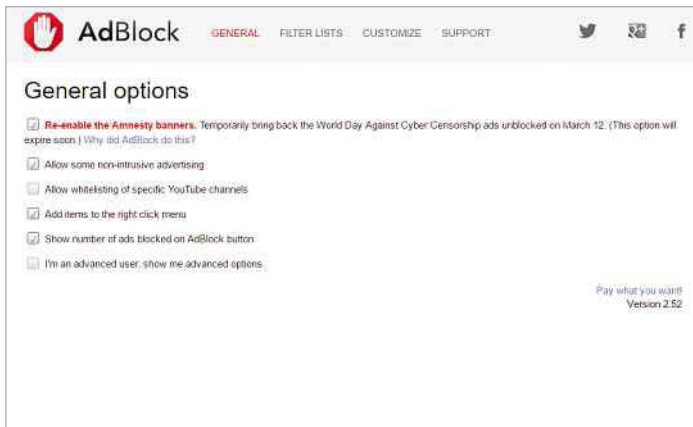 AdBlock
GENERAL FILTER LISTS CUSTOMIZE SUPPORT
General options
Re-enable the Amnesty banners. Temporarily bring back the World Day Against Cyber Censorship ads unblocked on March 12. (This option will
expire soon.) Why did AdBlock do this?
Allow some non-intrusive advertising
Allow whitelisting of specific YouTube channels
Add items to the right click menu
Show number of ads blocked on AdBlock button
I'm an advanced user, show me advanced options
Pay what you want!
Version 2.52